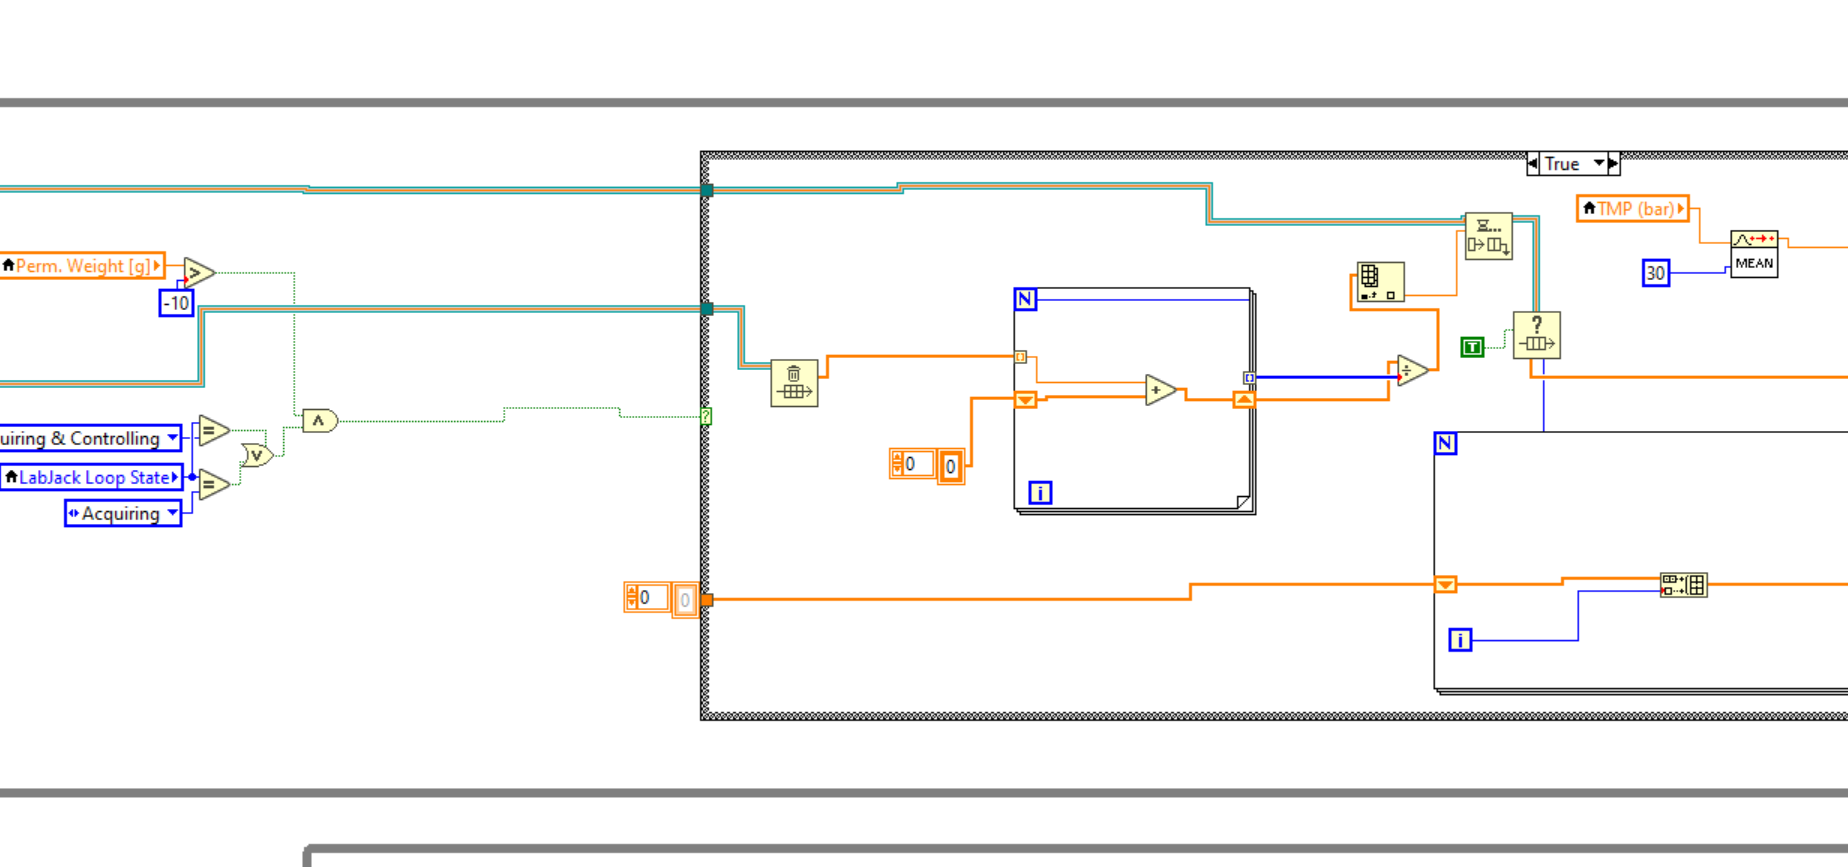 True
TMP (bar)
MEAN
30
Perm. Weight [g]
>
-10
N
?
T
÷
+
[]
[]
?
uiring & Controlling
=
V
LabJack Loop State
=
Acquiring
Λ
0
0
i
N
0
0
i